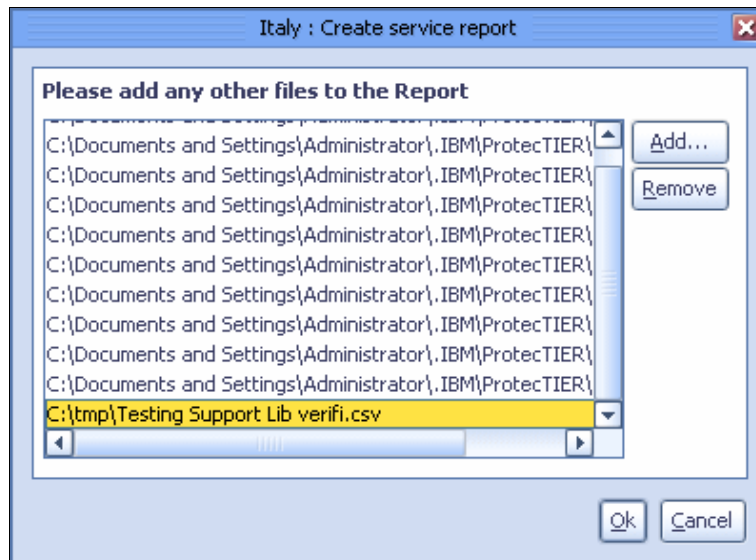 Italy : Create service report
Please add any other files to the Report
C:\Documents and Settings\Administrator\.IBM\ProtecTIER\
C:\Documents and Settings\Administrator\.IBM\ProtecTIER\
C:\Documents and Settings\Administrator\.IBM\ProtecTIER\
C:\Documents and Settings\Administrator\.IBM\ProtecTIER\
C:\Documents and Settings\Administrator\.IBM\ProtecTIER\
C:\Documents and Settings\Administrator\.IBM\ProtecTIER\
C:\Documents and Settings\Administrator\.IBM\ProtecTIER\
C:\Documents and Settings\Administrator\.IBM\ProtecTIER\
C:\Documents and Settings\Administrator\.IBM\ProtecTIER\
C:\tmp\Testing Support Lib verifi.csv
Add...
Remove
Ok
Cancel